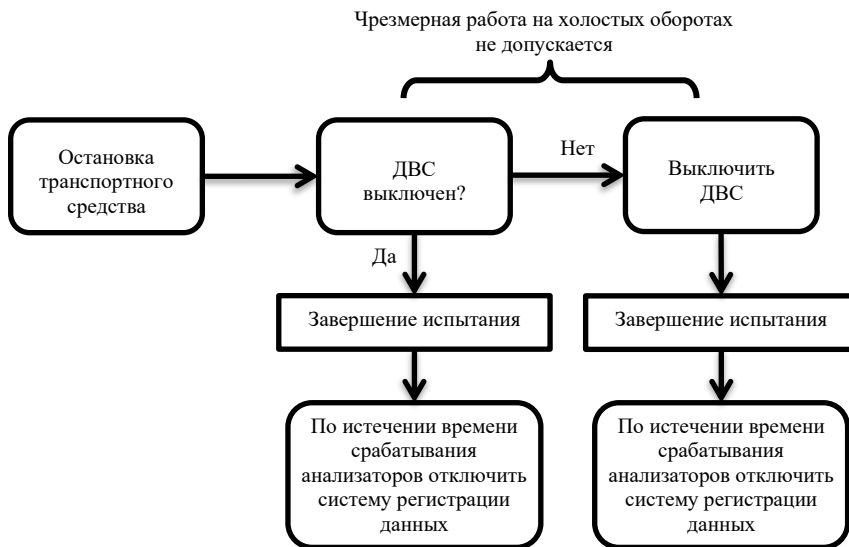 Чрезмерная работа на холостых оборотах
не допускается
Остановка
транспортного
средства
ДВС
выключен?
Нет
Выключить
ДВС
Да
Завершение испытания
Завершение испытания
По истечении времени
срабатывания
анализаторов отключить
систему регистрации
данных
По истечении времени
срабатывания
анализаторов отключить
систему регистрации
данных